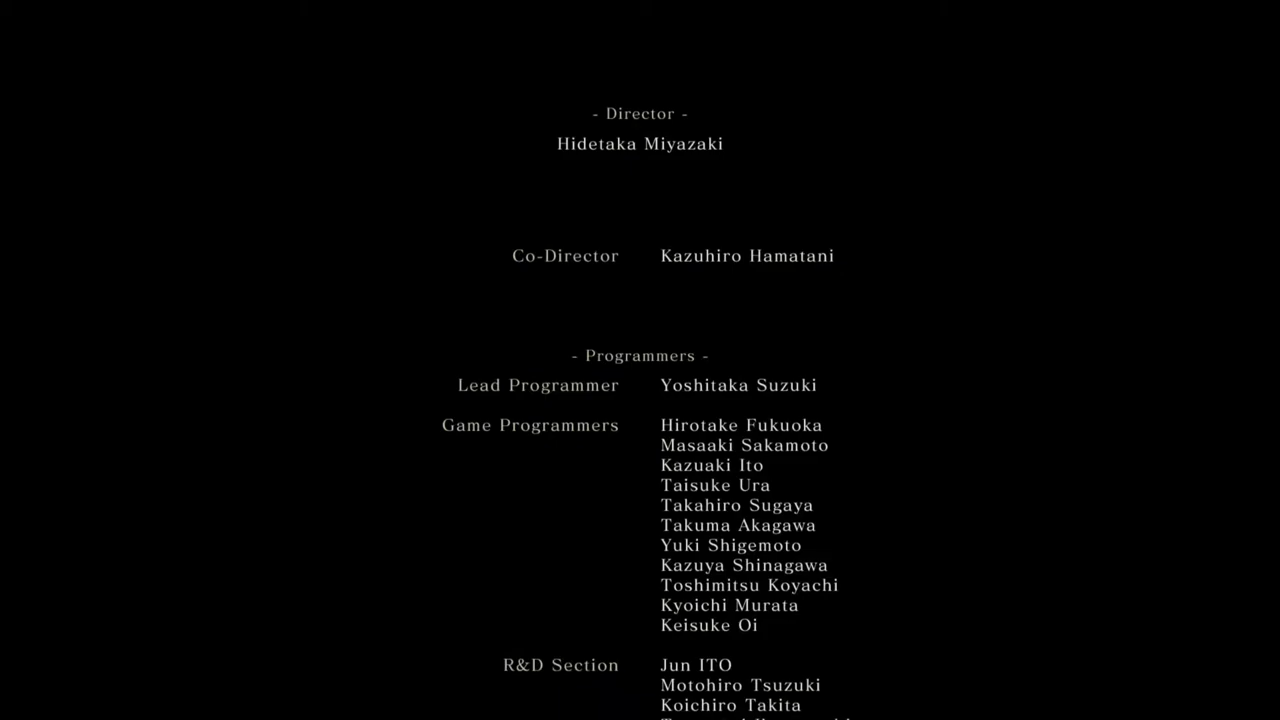 - Director -
Hidetaka Miyazaki
Co-Director Kazuhiro Hamatani
- Programmers -
Lead Programmer Yoshitaka Suzuki
Game Programmers Hirotake Fukuoka
Masaaki Sakamoto
Kazuaki Ito
Taisuke Ura
Takahiro Sugaya
Takuma Akagawa
Yuki Shigemoto
Kazuya Shinagawa
Toshimitsu Koyachi
Kyoichi Murata
Keisuke Oi
R&D Section Jun ITO
Motohiro Tsuzuki
Koichiro Takita